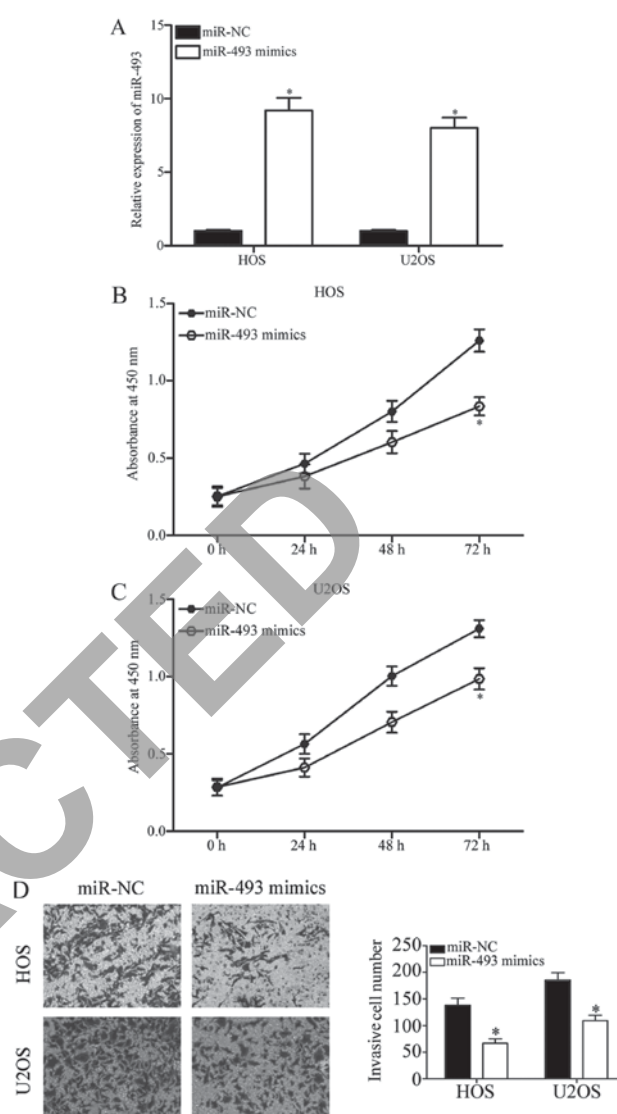 A
miR-NC
miR-493 mimics
Relative expression of miR-493
15
10
5
0
*
*
HOS
U2OS
B
HOS
miR-NC
miR-493 mimics
Absorbance at 450 nm
1.5
1.0
0.5
0.0
*
0 h
24 h
48 h
72 h
C
U2OS
miR-NC
miR-493 mimics
Absorbance at 450 nm
1.5
1.0
0.5
0.0
*
0 h
24 h
48 h
72 h
D
miR-NC
miR-493 mimics
HOS
U2OS
Invasive cell number
250
200
150
100
50
0
miR-NC
miR-493 mimics
*
*
HOS
U2OS
ACTED